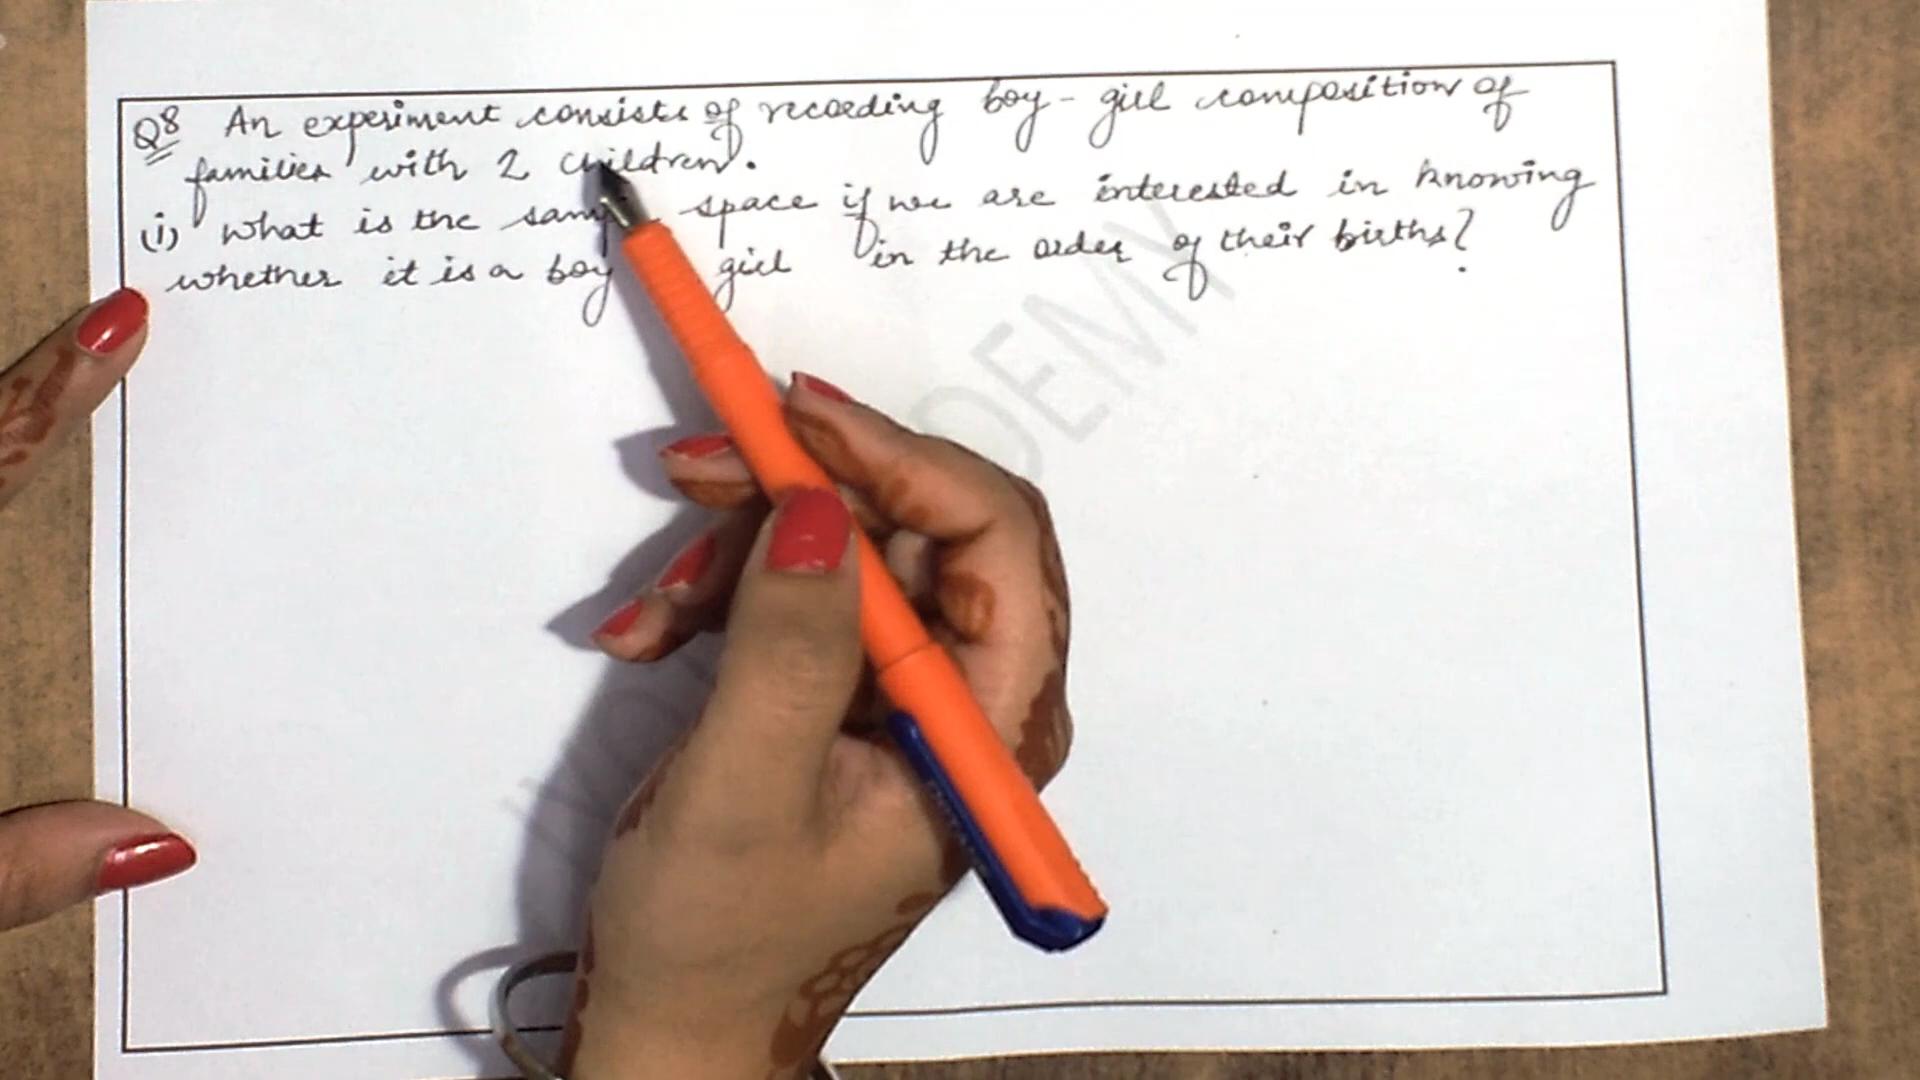 Q8 An experiment consists of recording boy - girl composition of
families with 2 children.
(i) What is the space if we are interested in knowing
whether it is a boy girl in the order of their births?
DEMY